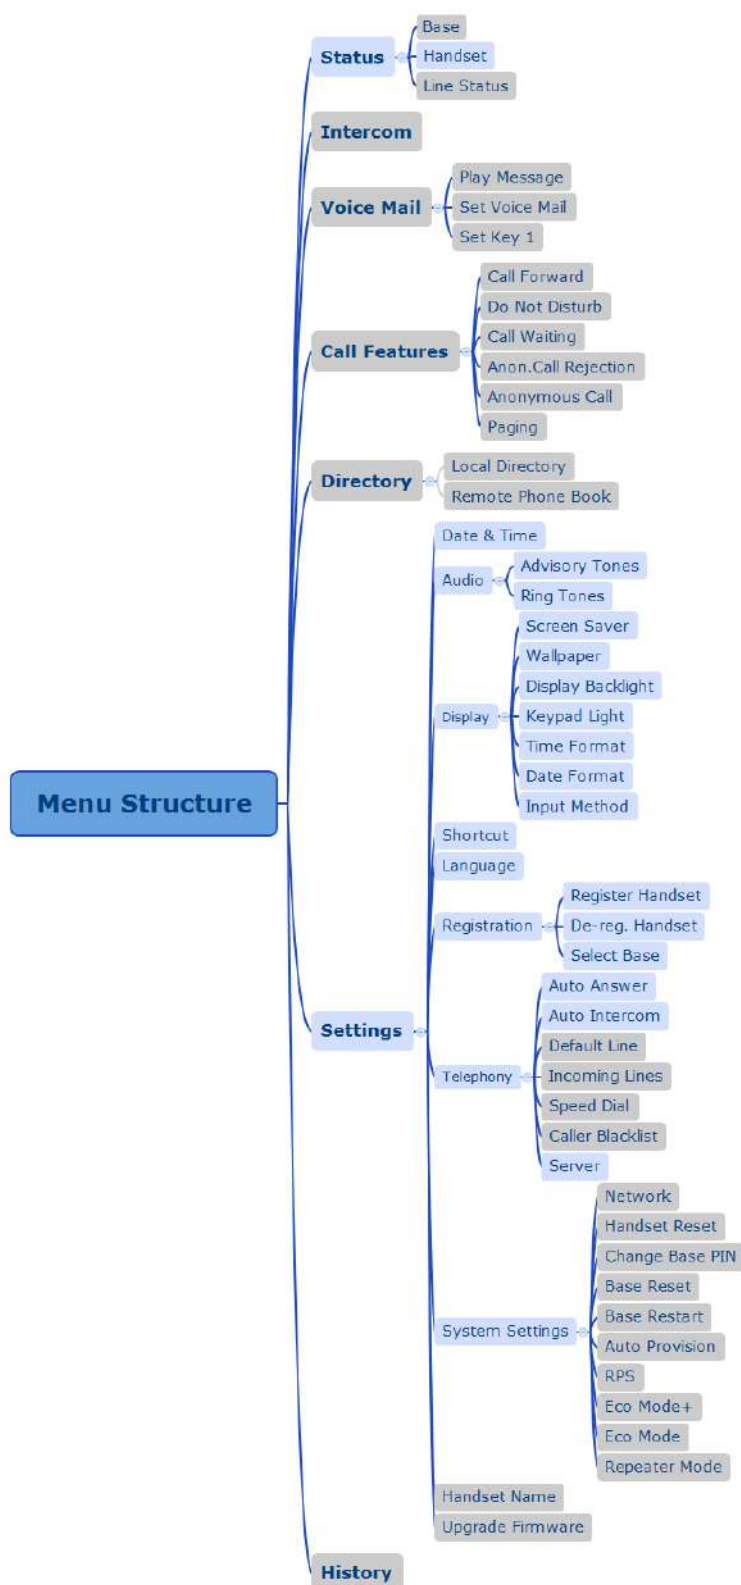 Menu Structure
Status
Base
Handset
Line Status
Intercom
Voice Mail
Play Message
Set Voice Mail
Set Key 1
Call Features
Call Forward
Do Not Disturb
Call Waiting
Anon.Call Rejection
Anonymous Call
Paging
Directory
Local Directory
Remote Phone Book
Settings
Date & Time
Audio
Advisory Tones
Ring Tones
Display
Screen Saver
Wallpaper
Display Backlight
Keypad Light
Time Format
Date Format
Input Method
Shortcut
Language
Registration
Register Handset
De-reg. Handset
Select Base
Telephony
Auto Answer
Auto Intercom
Default Line
Incoming Lines
Speed Dial
Caller Blacklist
Server
System Settings
Network
Handset Reset
Change Base PIN
Base Reset
Base Restart
Auto Provision
RPS
Eco Mode+
Eco Mode
Repeater Mode
Handset Name
Upgrade Firmware
History